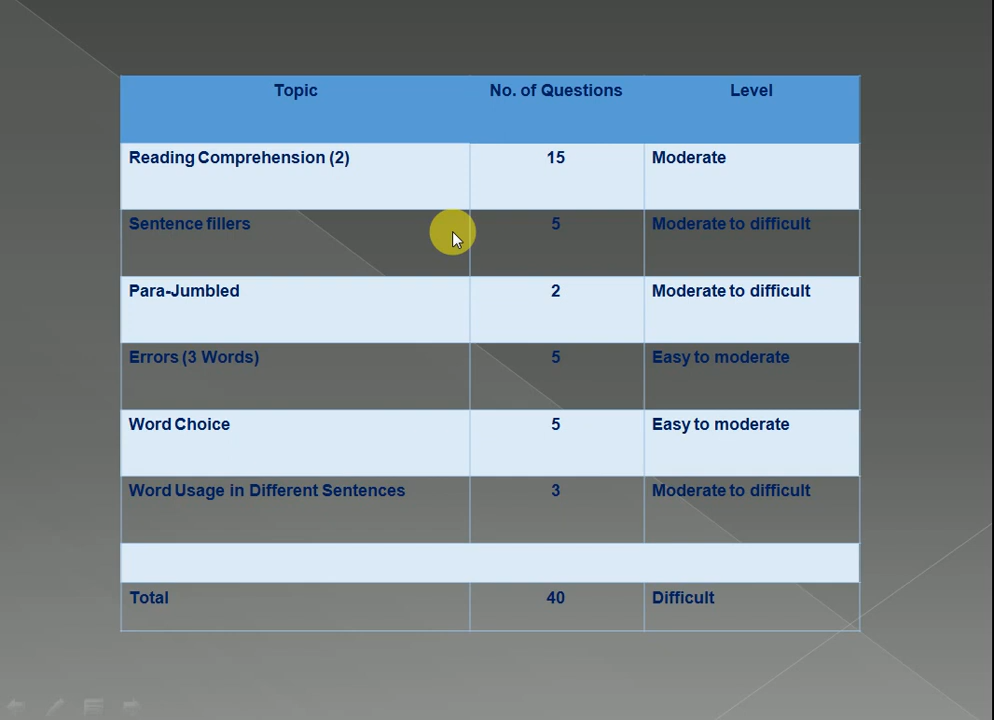 Topic No. of Questions Level
Reading Comprehension (2) 15 Moderate
Sentence fillers 5 Moderate to difficult
Para-Jumbled 2 Moderate to difficult
Errors (3 Words) 5 Easy to moderate
Word Choice 5 Easy to moderate
Word Usage in Different Sentences 3 Moderate to difficult
Total 40 Difficult